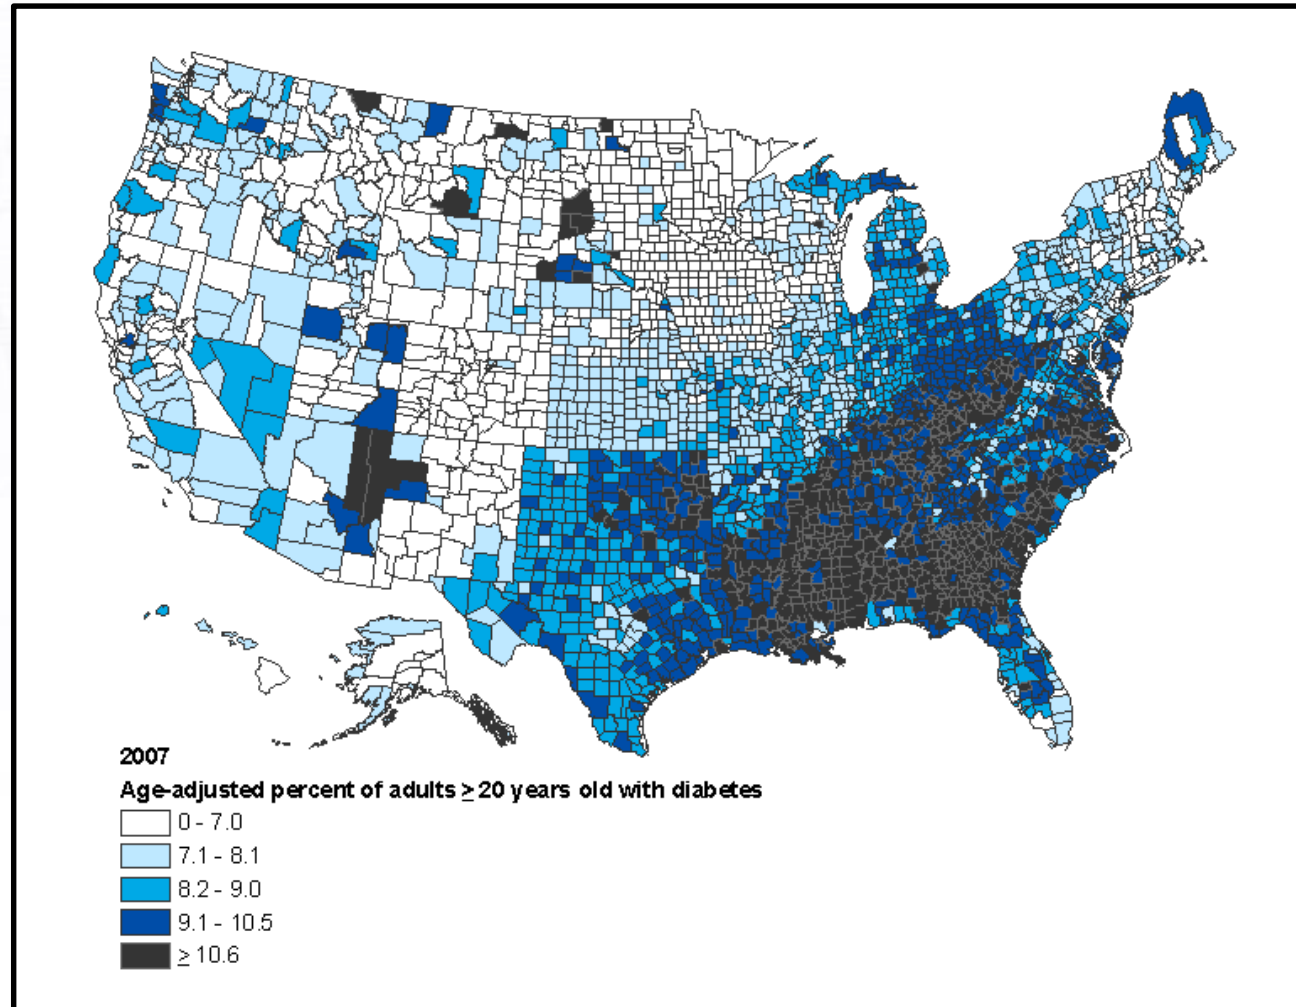 2007
Age-adjusted percent of adults ≥ 20 years old with diabetes
0 - 7.0
7.1 - 8.1
8.2 - 9.0
9.1 - 10.5
≥ 10.6